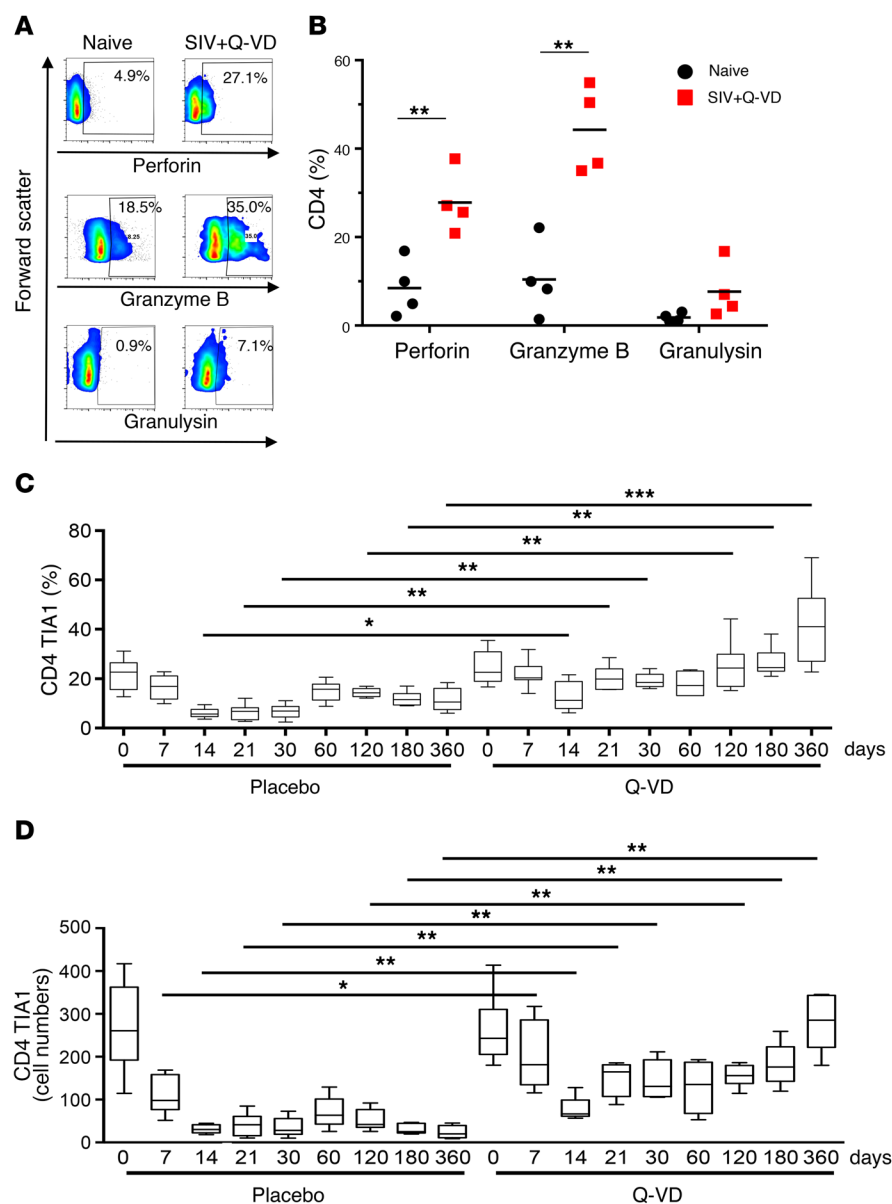 A
Naive
SIV+Q-VD
4.9%
27.1%
Perforin
18.5%
35.0%
Granzyme B
0.9%
7.1%
Granulysin
Forward scatter
B
60
40
20
0
CD4 (%)
**
**
Naive
SIV+Q-VD
Perforin
Granzyme B
Granulysin
C
***
**
**
**
**
*
80
60
40
20
0
CD4 TIA1 (%)
0 7 14 21 30 60 120 180 360 0 7 14 21 30 60 120 180 360 days
Placebo
Q-VD
D
**
**
**
**
**
**
*
500
400
300
200
100
0
CD4 TIA1
(cell numbers)
0 7 14 21 30 60 120 180 360 0 7 14 21 30 60 120 180 360 days
Placebo
Q-VD